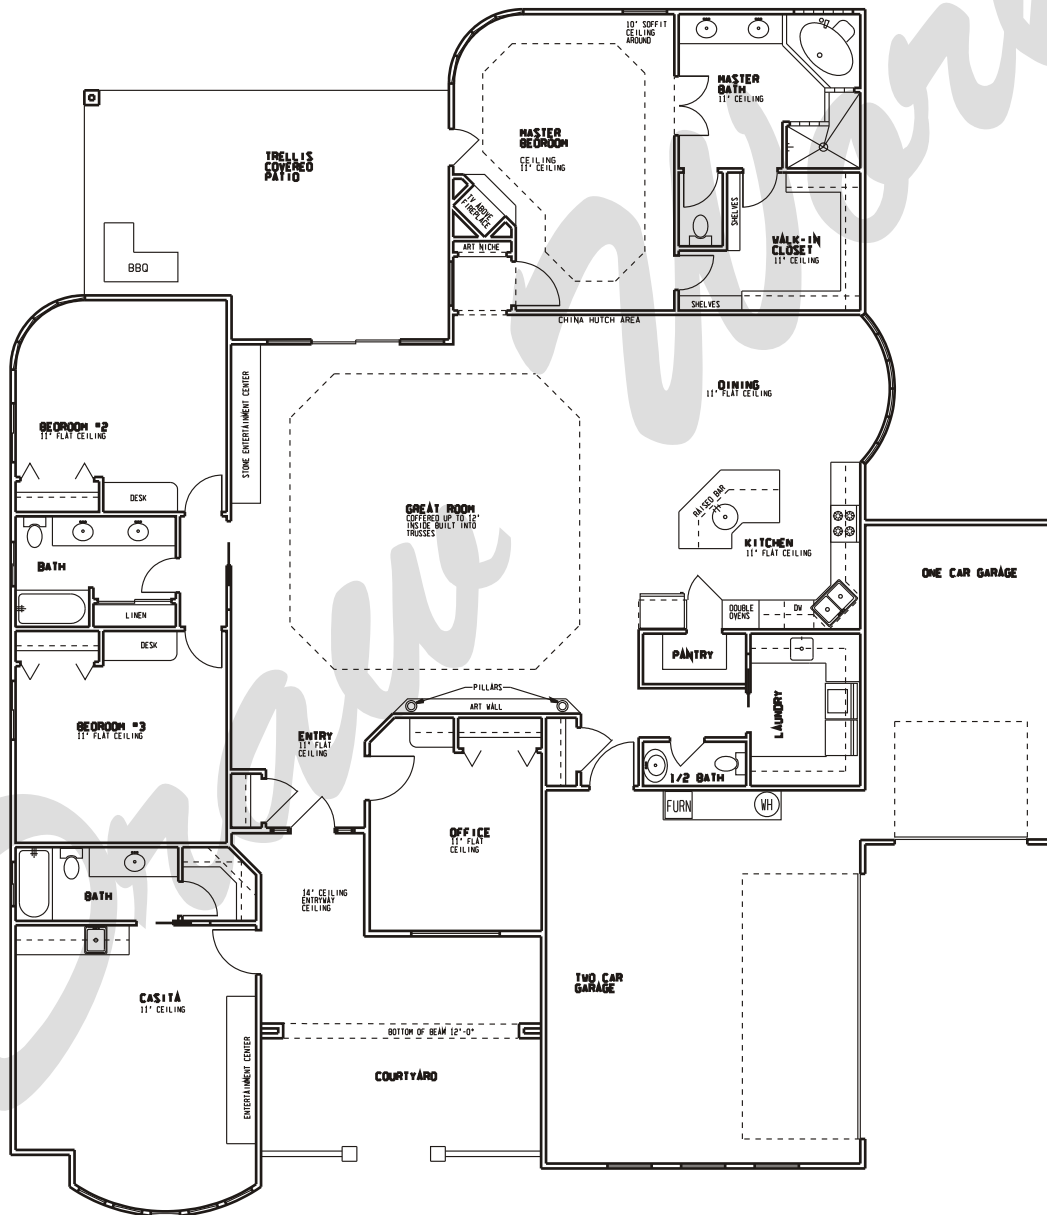 10' SOFFIT
CEILING
AROUND
MASTER
BATH
11' CEILING
MASTER
BEDROOM
CEILING
11' CEILING
TRELLIS
COVERED
PATIO
TV ABOVE
FIREPLACE
ART NICHE
SHELVES
WALK-IN
CLOSET
11' CEILING
SHELVES
BBQ
CHINA HUTCH AREA
DINING
11' FLAT CEILING
STONE ENTERTAINMENT CENTER
BEDROOM #2
11' FLAT CEILING
DESK
GREAT ROOM
COFFERED UP TO 12'
INSIDE BUILT INTO
TRUSSES
RAISED BAR
KITCHEN
11' FLAT CEILING
BATH
LINEN
DESK
ONE CAR GARAGE
DOUBLE
OVENS
DW
PANTRY
PILLARS
ART WALL
LAUNDRY
BEDROOM #3
11' FLAT CEILING
ENTRY
11' FLAT
CEILING
1/2 BATH
FURN
WH
OFFICE
11' FLAT
CEILING
BATH
14' CEILING
ENTRYWAY
CEILING
CASITA
11' CEILING
TWO CAR
GARAGE
BOTTOM OF BEAM 12'-0"
ENTERTAINMENT CENTER
COURTYARD
Draw Wor